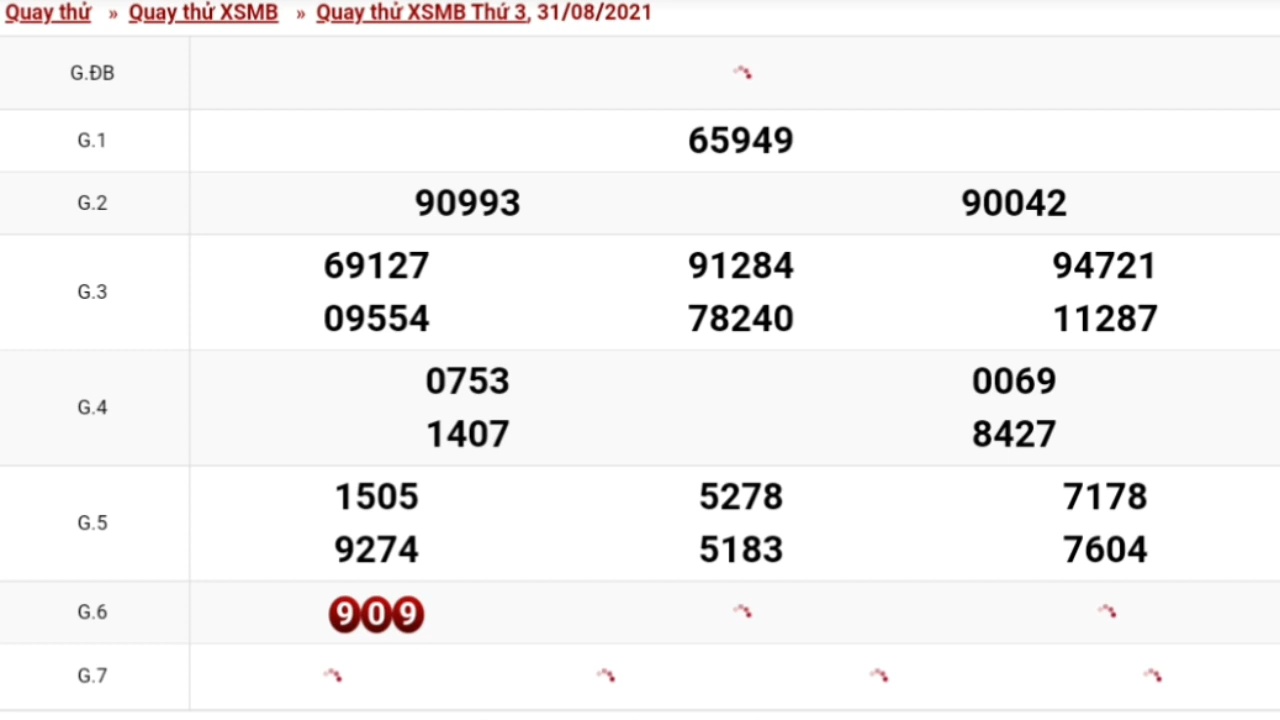 Quay thử » Quay thử XSMB » Quay thử XSMB Thứ 3, 31/08/2021
G.ĐB
G.1 65949
G.2 90993 90042
G.3 69127 91284 94721
09554 78240 11287
G.4 0753 0069
1407 8427
G.5 1505 5278 7178
9274 5183 7604
G.6 909
G.7